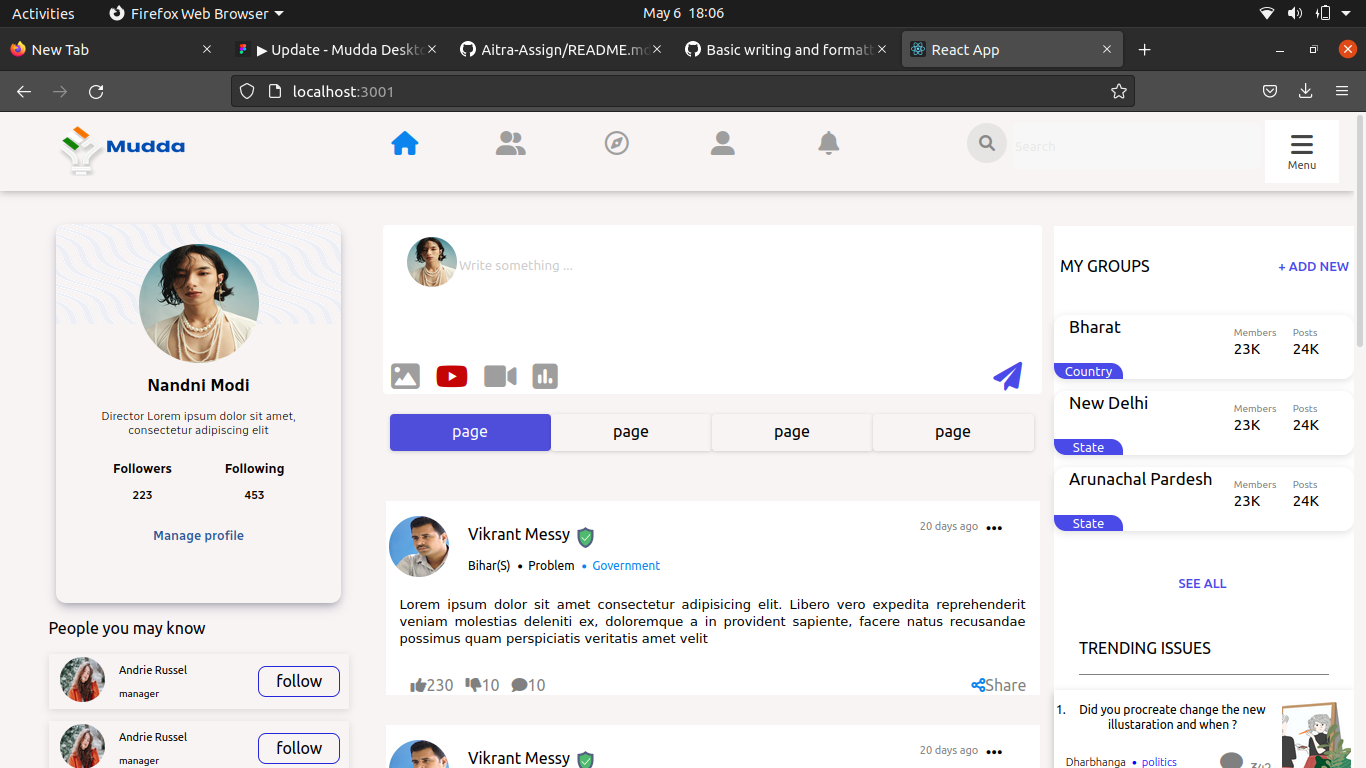 Activities Firefox Web Browser May 6 18:06
New Tab ▶ Update - Mudda Deskt Aitra-Assign/README.m Basic writing and format React App
localhost:3001
Mudda
Search
Menu
Nandni Modi
Director Lorem ipsum dolor sit amet,
consectetur adipiscing elit
Followers Following
223 453
Manage profile
People you may know
Andrie Russel
manager
follow
Andrie Russel
manager
follow
Write something ...
page page page page
Vikrant Messy
20 days ago
Bihar(S) • Problem • Government
Lorem ipsum dolor sit amet consectetur adipisicing elit. Libero vero expedita reprehenderit
veniam molestias deleniti ex, doloremque a in provident sapiente, facere natus recusandae
possimus quam perspiciatis veritatis amet velit
230 10 10 Share
Vikrant Messy
20 days ago
MY GROUPS + ADD NEW
Bharat
Members Posts
23K 24K
Country
New Delhi
Members Posts
23K 24K
State
Arunachal Pardesh
Members Posts
23K 24K
State
SEE ALL
TRENDING ISSUES
1. Did you procreate change the new
illustaration and when ?
Dharbhanga • politics 342